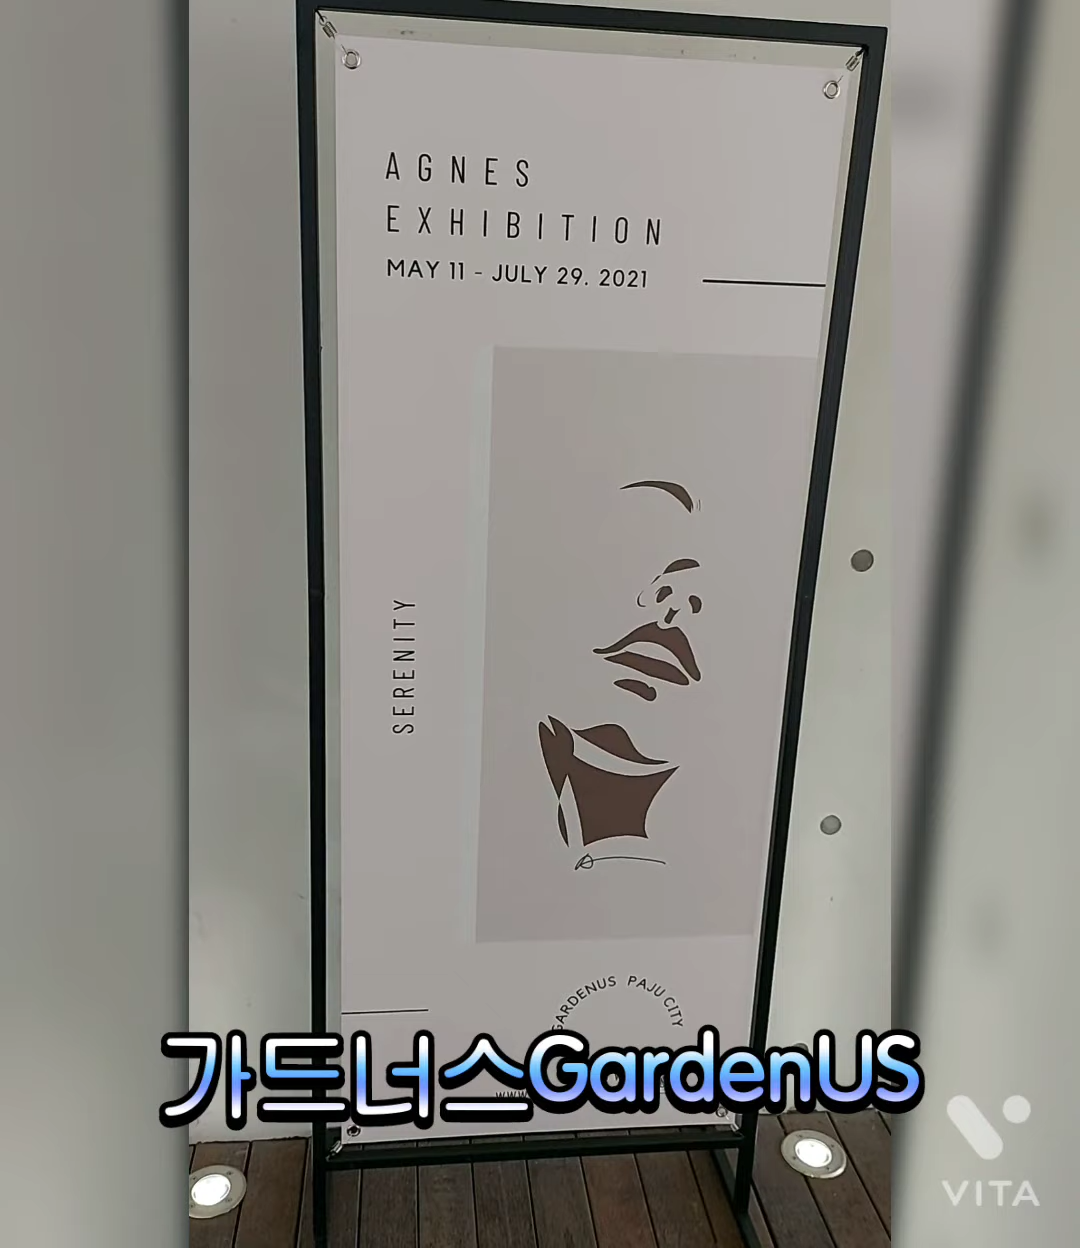 AGNES
EXHIBITION
MAY 11 - JULY 29. 2021
SERENITY
GARDENUS PAJU CITY
가드너스GardenUS
VITA